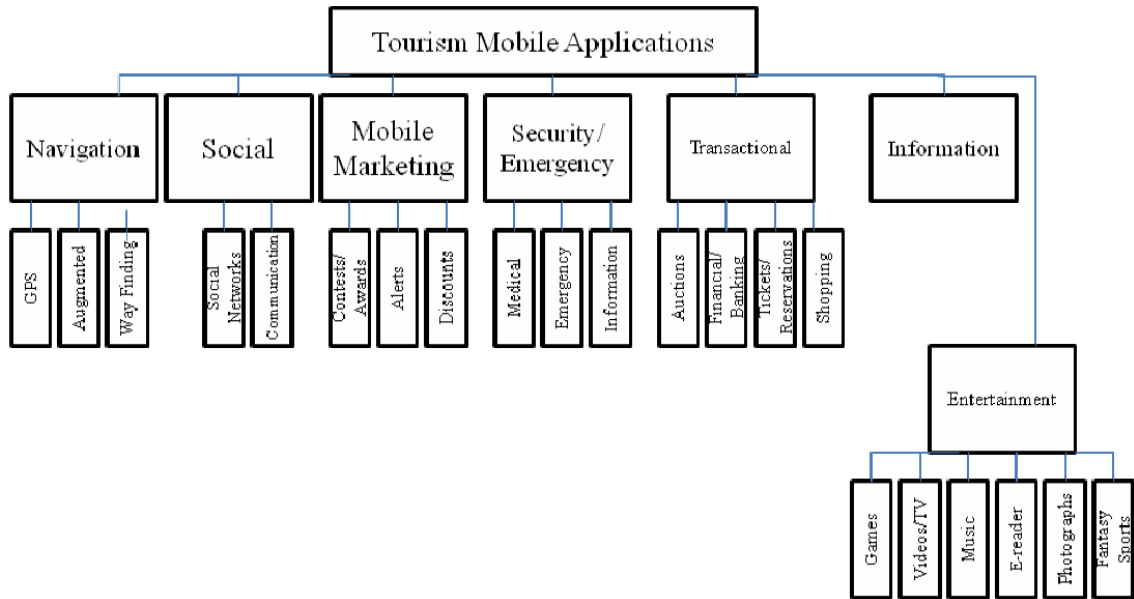 Tourism Mobile Applications
Navigation
Social
Mobile
Marketing
Security/
Emergency
Transactional
Information
GPS
Augmented
Way Finding
Social
Networks
Communication
Contests/
Awards
Alerts
Discounts
Medical
Emergency
Information
Auctions
Financial/
Banking
Tickets/
Reservations
Shopping
Entertainment
Games
Videos/TV
Music
E-reader
Photographs
Fantasy
Sports